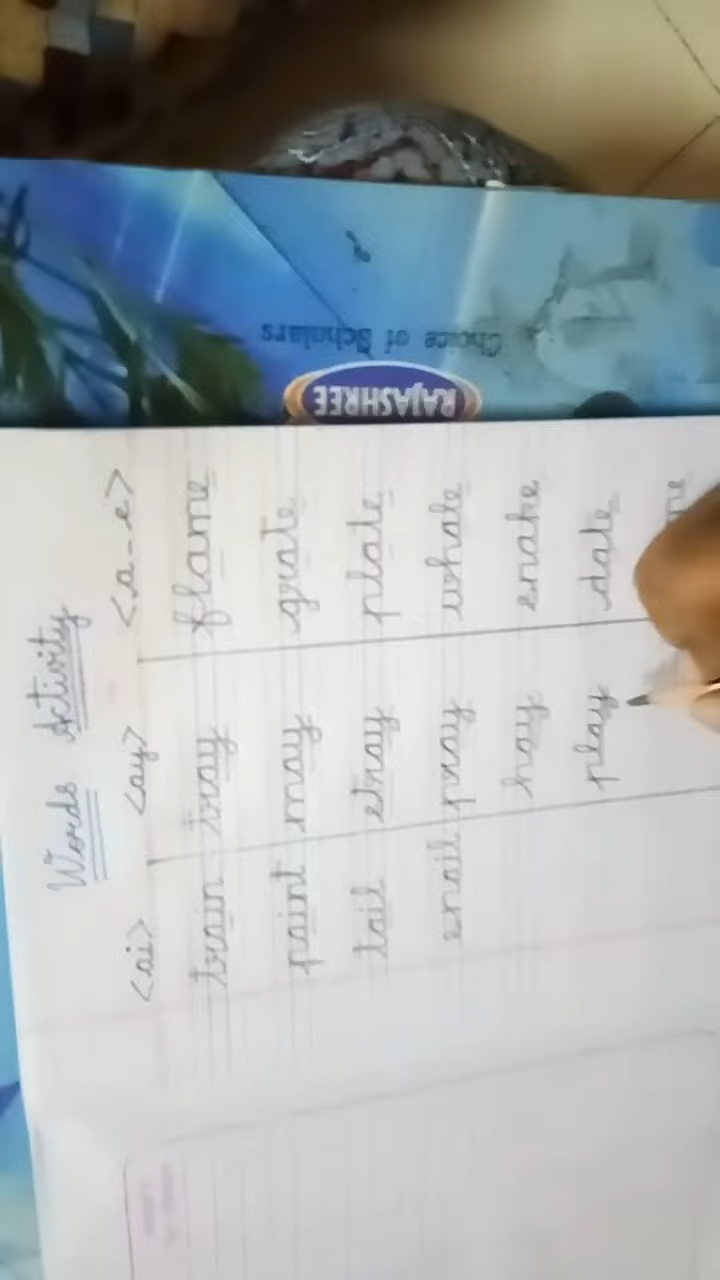 Choice of Scholars
RAJASHREE
Words Activity
<ai> <ay> <a-e>
train tray flame
paint may grate
tail stray plate
snail pray whale
hay snake
play date